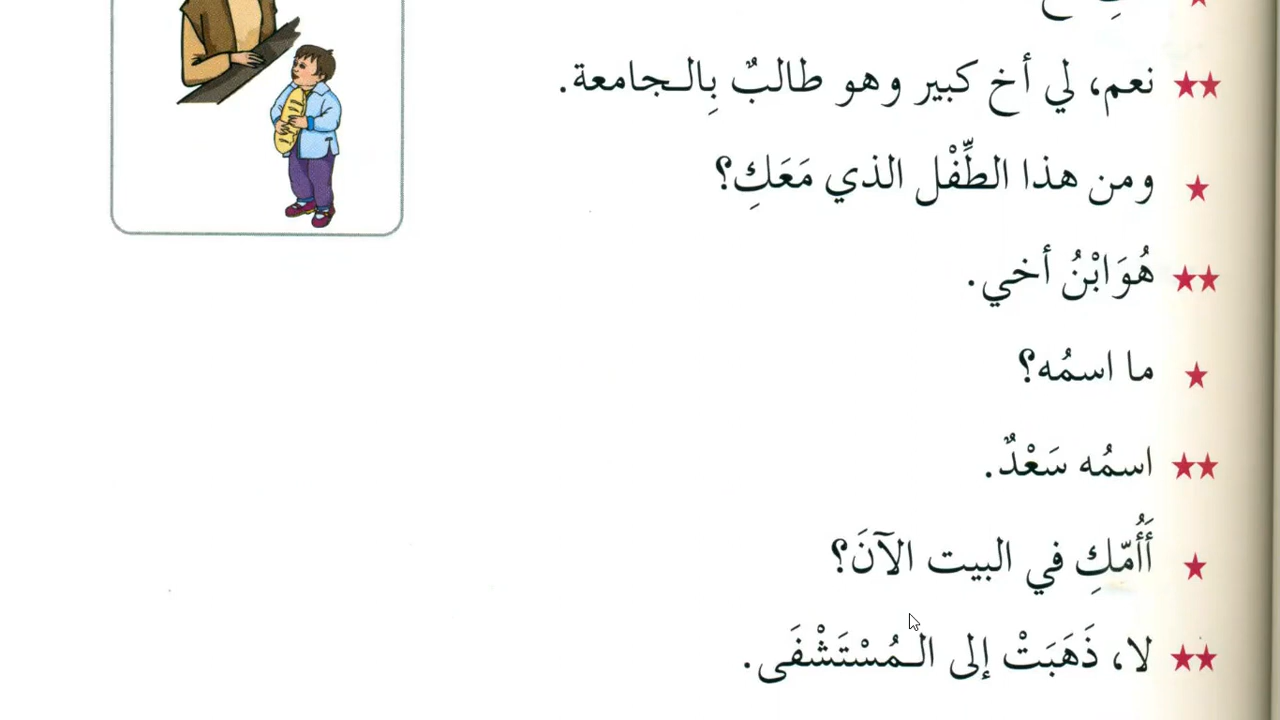 نعم، لي أخ كبير وهو طالبٌ بِالـجامعة.
ومن هذا الطِّفْل الذي مَعَكِ؟
هُوَ ابْنُ أخي.
ما اسمُه؟
اسمُه سَعْدٌ.
أَأُمّكِ في البيت الآنَ؟
لا، ذَهَبَتْ إلى الـمُسْتَشْفَى.